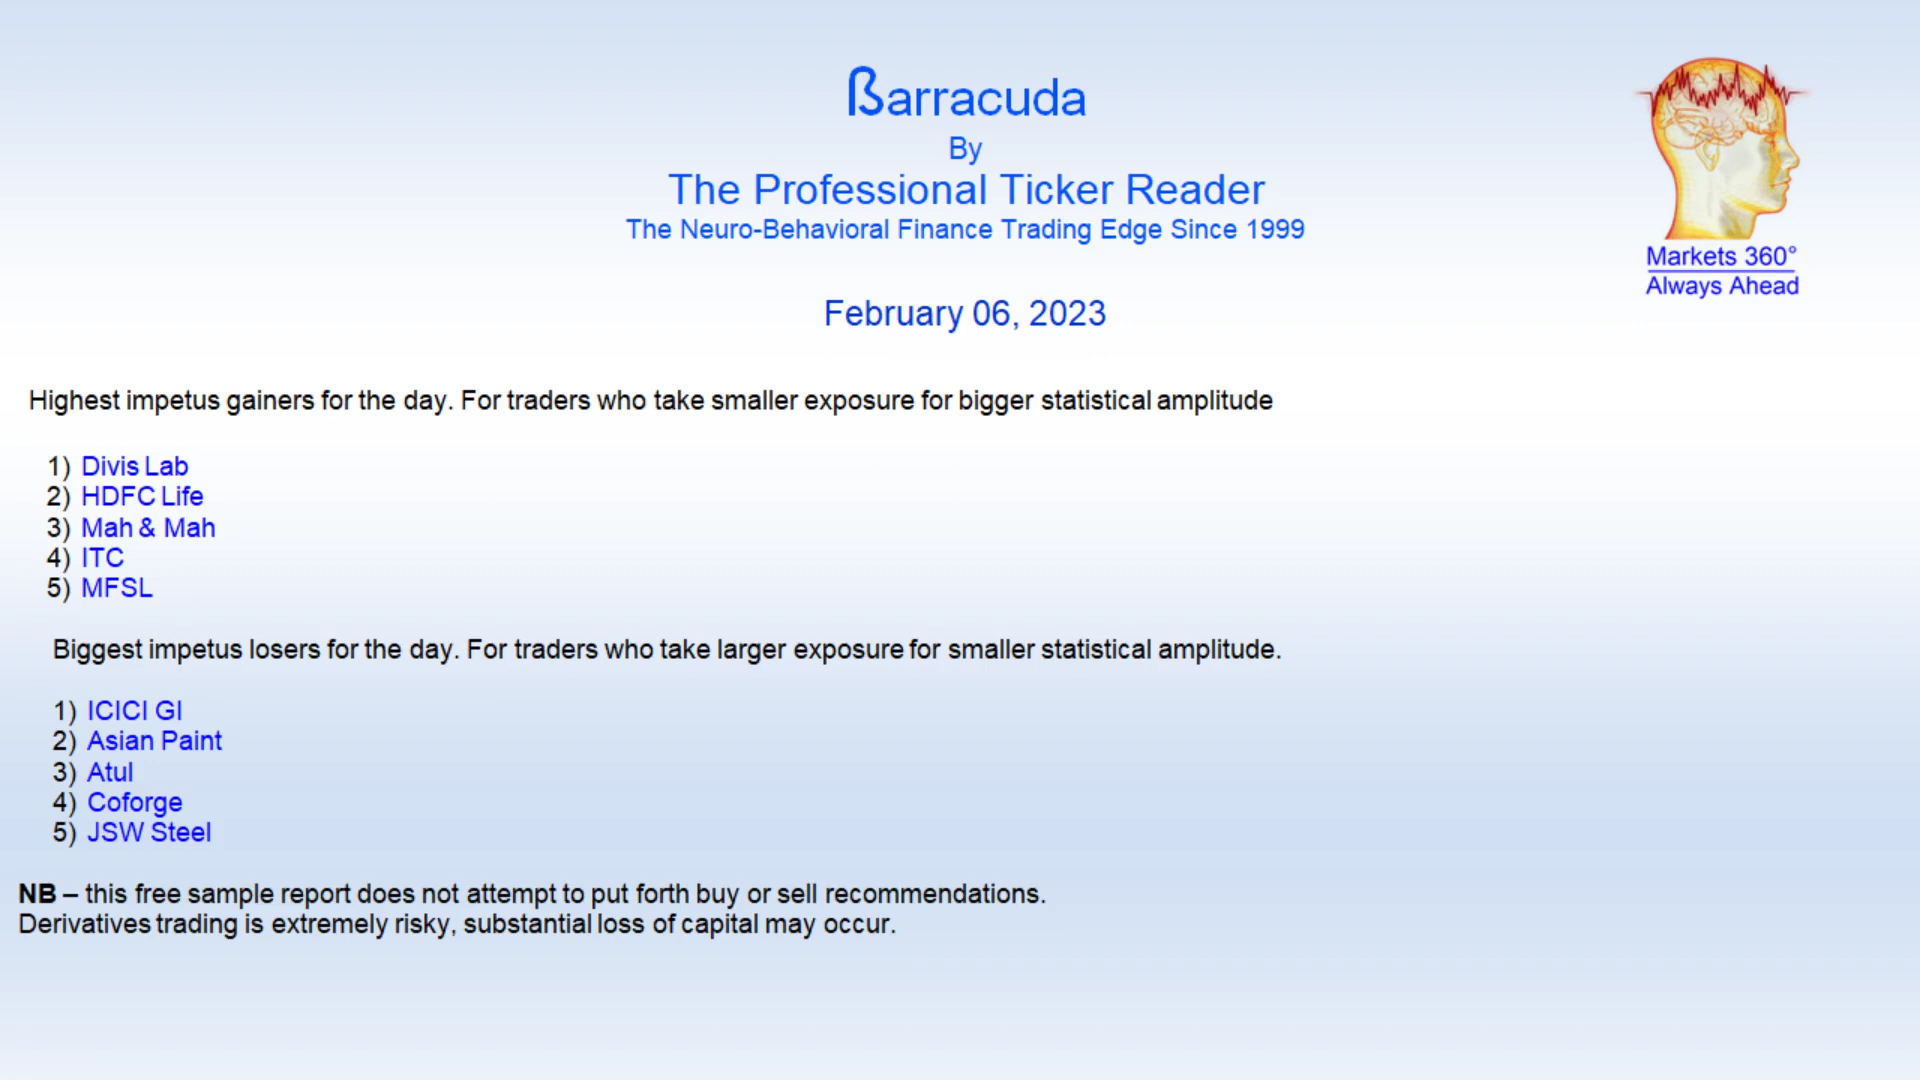 ßarracuda
By
The Professional Ticker Reader
The Neuro-Behavioral Finance Trading Edge Since 1999
Markets 360°
Always Ahead
February 06, 2023
Highest impetus gainers for the day. For traders who take smaller exposure for bigger statistical amplitude
1) Divis Lab
2) HDFC Life
3) Mah & Mah
4) ITC
5) MFSL
Biggest impetus losers for the day. For traders who take larger exposure for smaller statistical amplitude.
1) ICICI GI
2) Asian Paint
3) Atul
4) Coforge
5) JSW Steel
NB – this free sample report does not attempt to put forth buy or sell recommendations.
Derivatives trading is extremely risky, substantial loss of capital may occur.